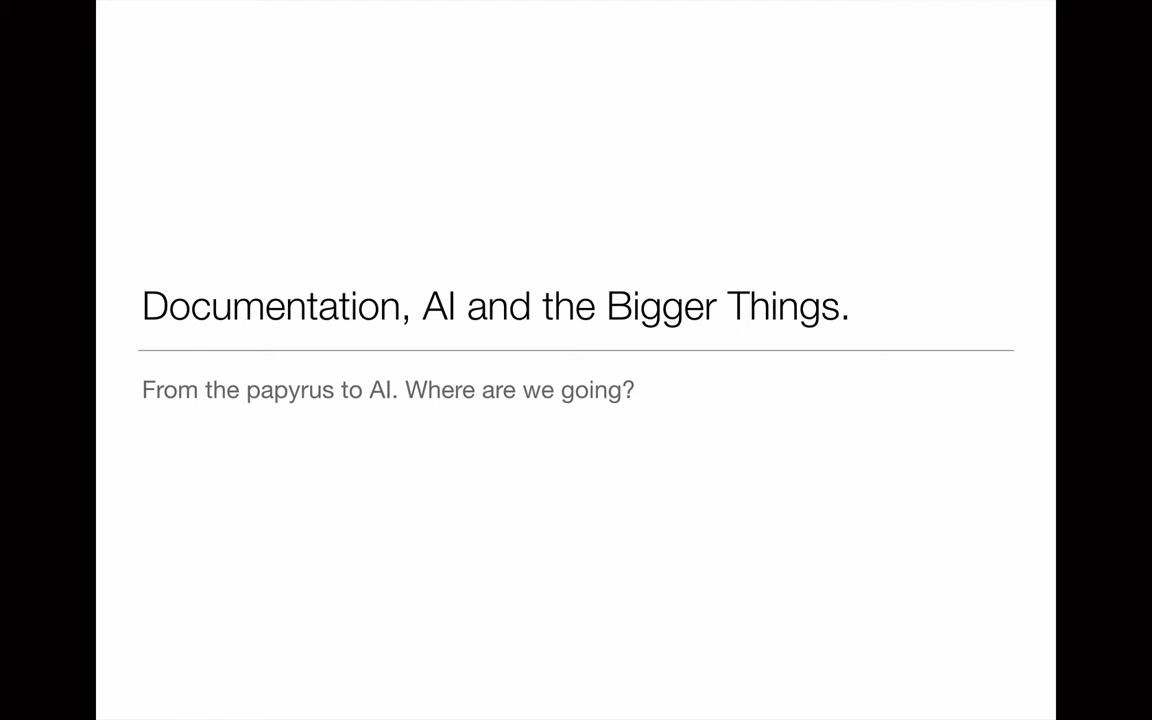 Documentation, AI and the Bigger Things.
From the papyrus to AI. Where are we going?